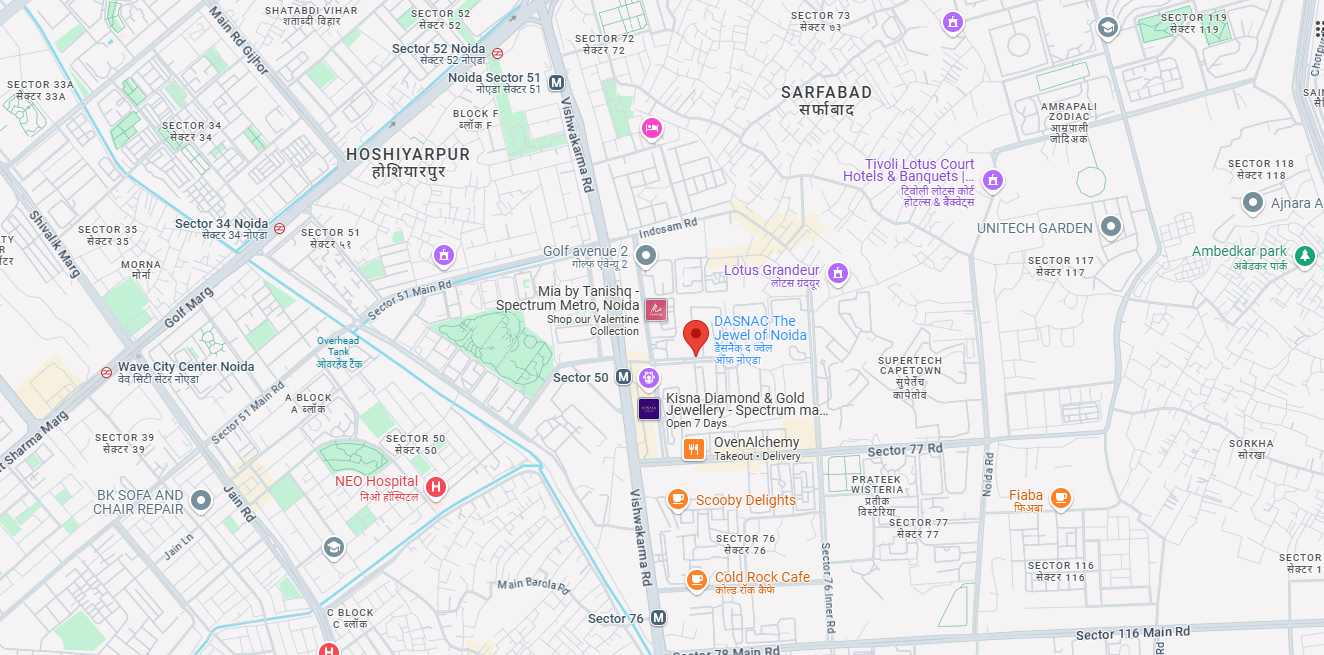 SHATABDI VIHAR
शताब्दी विहार
SECTOR 52
सेक्टर 52
SECTOR 73
सेक्टर ७३
SECTOR 119
सेक्टर 119
Main Rd Gijhor
Sector 52 Noida
सेक्टर 52 नोएडा
SECTOR 72
सेक्टर 72
Noida Sector 51
नोएडा सेक्टर 51
M
SECTOR 33A
सेक्टर 33A
SARFABAD
सर्फाबाद
BLOCK F
ब्लॉक F
AMRAPALI
ZODIAC
आम्रपाली
जोदिअक
SECTOR 34
सेक्टर 34
HOSHIYARPUR
होशियारपुर
Vishwakarma Rd
Tivoli Lotus Court
Hotels & Banquets |...
टिवोली लोटस कोर्ट
होटल्स & बैंक्वेट्स
SECTOR 118
सेक्टर 118
Ajnara A
Sector 34 Noida
सेक्टर 34 नोएडा
Shivalik Marg
SECTOR 35
सेक्टर 35
SECTOR 51
सेक्टर ५१
Indosam Rd
UNITECH GARDEN
Golf avenue 2
गोल्फ एवेन्यू 2
Ambedkar park
अंबेडकर पार्क
MORNA
मोर्ना
Lotus Grandeur
लोटस ग्रंदयूर
SECTOR 117
सेक्टर 117
Golf Marg
Sector 51 Main Rd
Mia by Tanishq -
Spectrum Metro, Noida
Shop our Valentine
Collection
DASNAC The
Jewel of Noida
डैसनैक द ज्वेल
ऑफ़ नोएडा
Overhead
Tank
ओवरहेड टैंक
Wave City Center Noida
वेव सिटी सेंटर नोएडा
SUPERTECH
CAPETOWN
सुपेर्तेच
कापेतोवं
Sector 50
M
A BLOCK
A ब्लॉक
Kisna Diamond & Gold
Jewellery - Spectrum ma...
Open 7 Days
Sector 51 Main Rd
SECTOR 39
सेक्टर 39
SECTOR 50
सेक्टर 50
OvenAlchemy
Takeout • Delivery
Sector 77 Rd
SORKHA
सोरखा
NEO Hospital
निओ हॉस्पिटल
H
BK SOFA AND
CHAIR REPAIR
Jain Rd
Vishwakarma Rd
Scooby Delights
PRATEEK
WISTERIA
प्रतीक
विस्टेरिया
Noida Rd
Fiaba
फिअबा
SECTOR 77
सेक्टर 77
Jain Ln
SECTOR 76
सेक्टर 76
Sector 76 Inner Rd
SECTOR 116
सेक्टर 116
Main Barola Rd
Cold Rock Cafe
कोल्ड रॉक कैफे
C BLOCK
C ब्लॉक
Sector 76
M
Sector 116 Main Rd
Sector 78 Main Rd
H